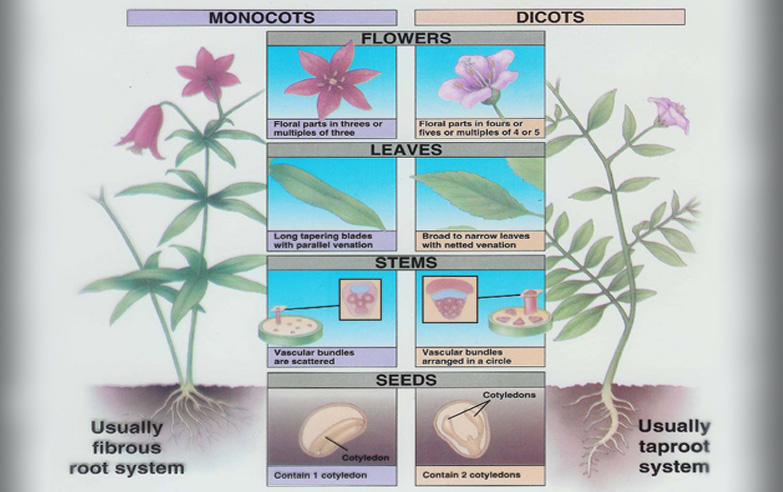 MONOCOTS
DICOTS
FLOWERS
Floral parts in threes or
multiples of three
Floral parts in fours or
fives or multiples of 4 or 5
LEAVES
Long tapering blades
with parallel venation
Broad to narrow leaves
with netted venation
STEMS
Vascular bundles
are scattered
Vascular bundles
arranged in a circle
SEEDS
Cotyledon
Contain 1 cotyledon
Cotyledons
Contain 2 cotyledons
Usually
fibrous
root system
Usually
taproot
system